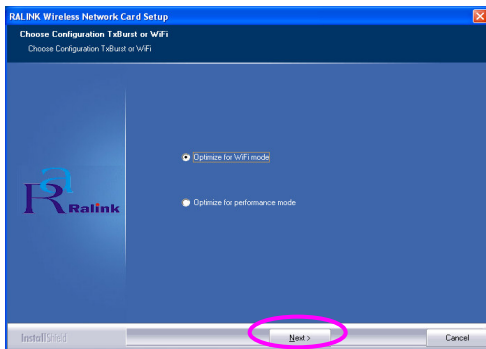 RALINK Wireless Network Card Setup
Choose Configuration TxBurst or WiFi
Choose Configuration TxBurst or WiFi
Optimize for WiFi mode
Ralink
Optimize for performance mode
InstallShield
Next >
Cancel